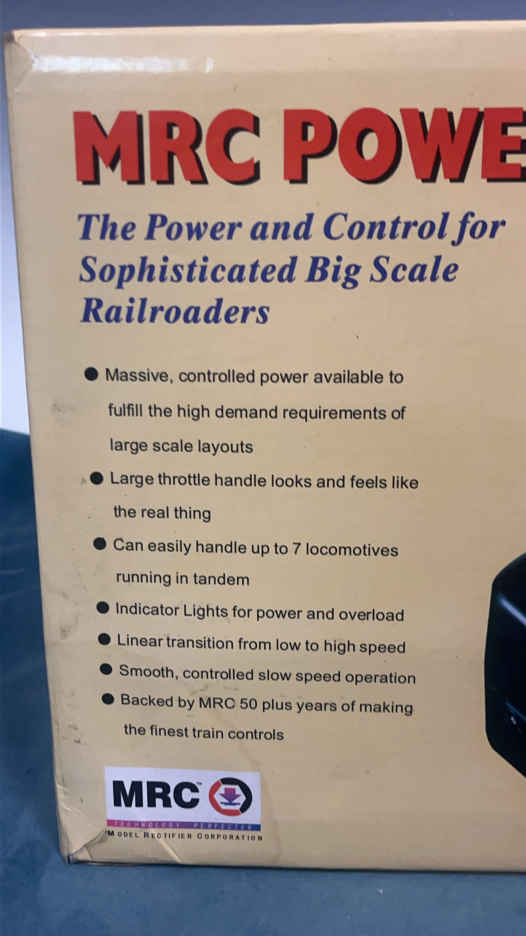 MRC POWE
The Power and Control for
Sophisticated Big Scale
Railroaders
● Massive, controlled power available to
fulfill the high demand requirements of
large scale layouts
● Large throttle handle looks and feels like
the real thing
● Can easily handle up to 7 locomotives
running in tandem
● Indicator Lights for power and overload
● Linear transition from low to high speed
● Smooth, controlled slow speed operation
● Backed by MRC 50 plus years of making
the finest train controls
MRC™
TECHNOLOGY PERFECTED
MODEL RECTIFIER CORPORATION